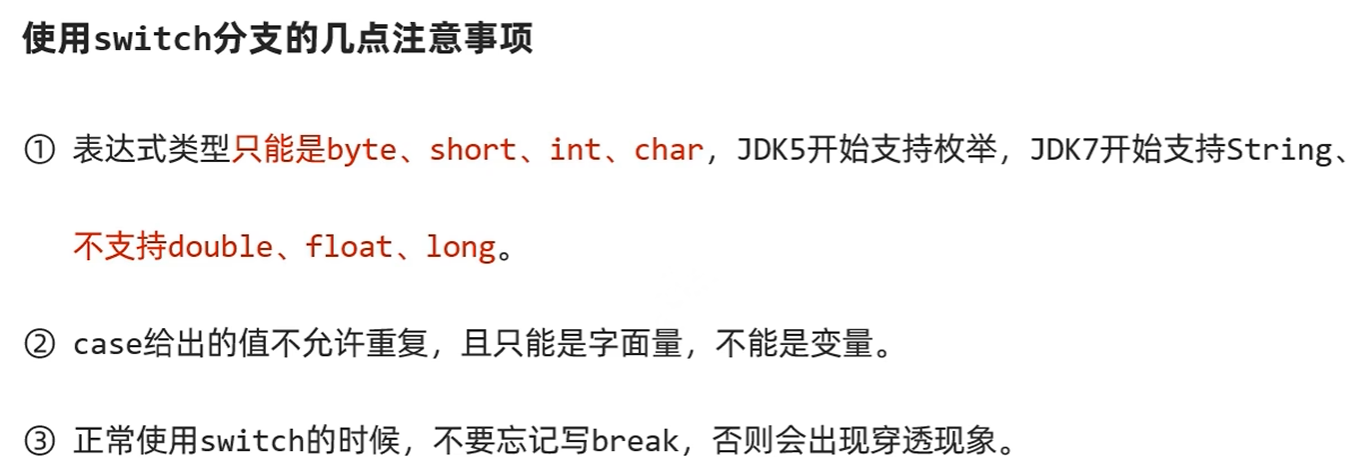 使用switch分支的几点注意事项
① 表达式类型只能是byte、short、int、char，JDK5开始支持枚举，JDK7开始支持String、
不支持double、float、long。
② case给出的值不允许重复，且只能是字面量，不能是变量。
③ 正常使用switch的时候，不要忘记写break，否则会出现穿透现象。